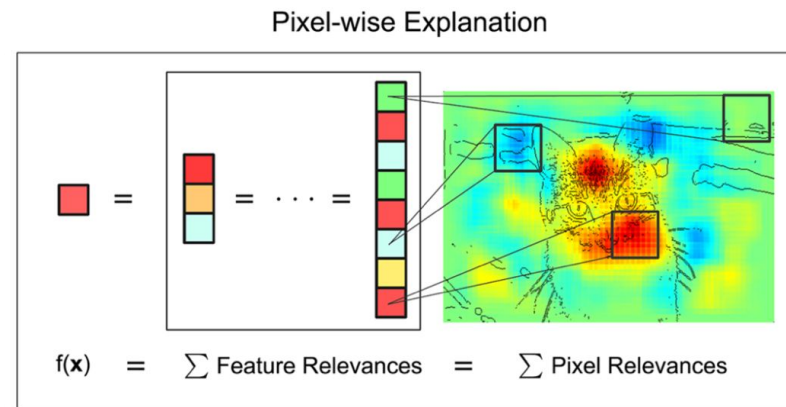 Pixel-wise Explanation
= = · · · =
f(x) = ∑ Feature Relevances = ∑ Pixel Relevances